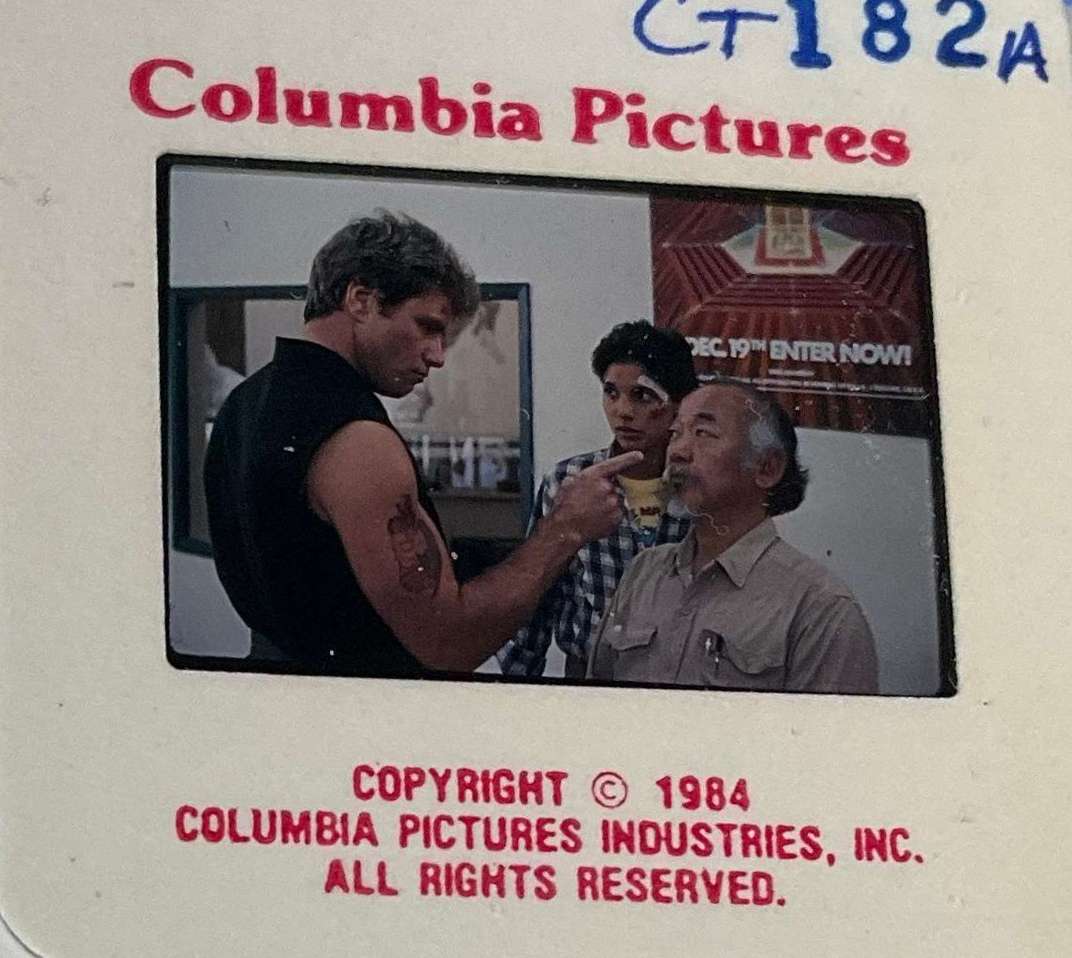 CT182A
Columbia Pictures
DEC. 19TH ENTER NOW!
COPYRIGHT © 1984
COLUMBIA PICTURES INDUSTRIES, INC.
ALL RIGHTS RESERVED.